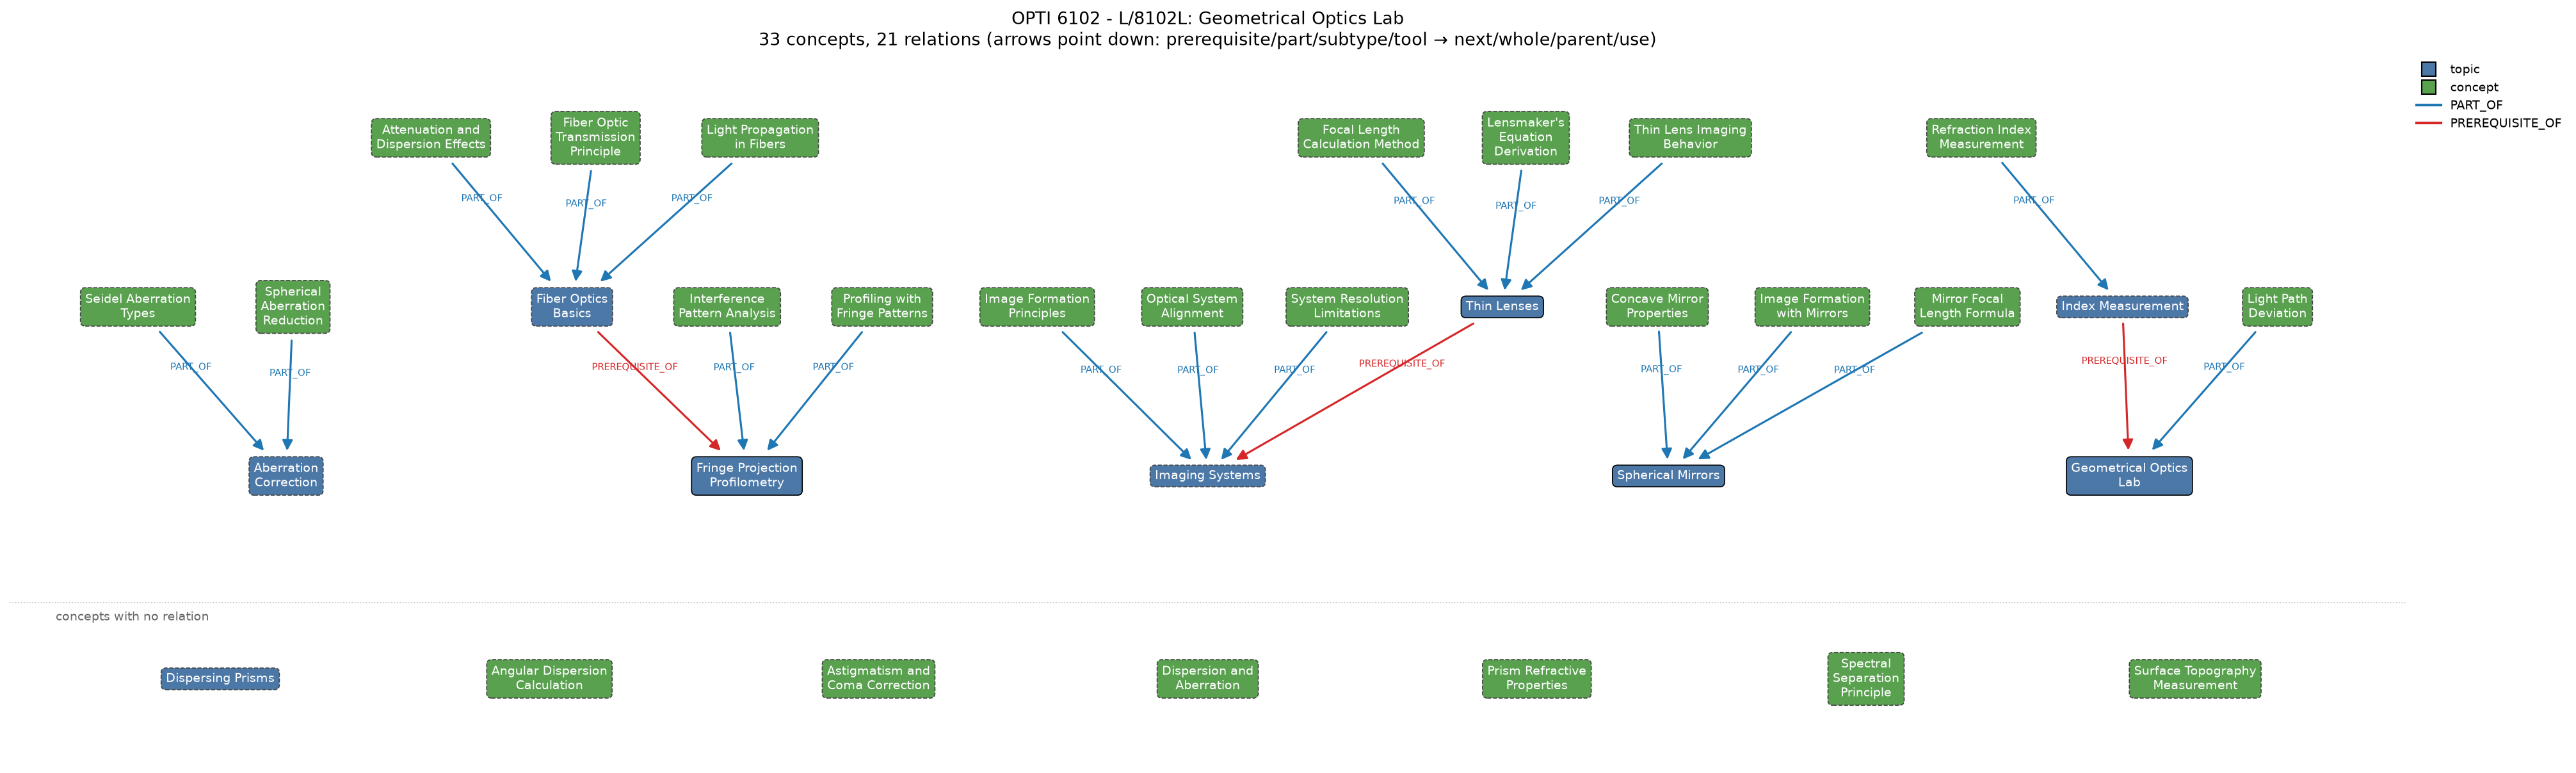 OPTI 6102 - L/8102L: Geometrical Optics Lab
33 concepts, 21 relations (arrows point down: prerequisite/part/subtype/tool → next/whole/parent/use)
topic
concept
PART_OF
PREREQUISITE_OF
Attenuation and
Dispersion Effects
Fiber Optic
Transmission
Principle
Light Propagation
in Fibers
Focal Length
Calculation Method
Lensmaker's
Equation
Derivation
Thin Lens Imaging
Behavior
Refraction Index
Measurement
PART_OF
PART_OF
PART_OF
PART_OF
PART_OF
PART_OF
PART_OF
Seidel Aberration
Types
Spherical
Aberration
Reduction
Fiber Optics
Basics
Interference
Pattern Analysis
Profiling with
Fringe Patterns
Image Formation
Principles
Optical System
Alignment
System Resolution
Limitations
Thin Lenses
Concave Mirror
Properties
Image Formation
with Mirrors
Mirror Focal
Length Formula
Index Measurement
Light Path
Deviation
PART_OF
PART_OF
PREREQUISITE_OF
PART_OF
PART_OF
PART_OF
PART_OF
PART_OF
PREREQUISITE_OF
PART_OF
PART_OF
PART_OF
PREREQUISITE_OF
PART_OF
Aberration
Correction
Fringe Projection
Profilometry
Imaging Systems
Spherical Mirrors
Geometrical Optics
Lab
concepts with no relation
Dispersing Prisms
Angular Dispersion
Calculation
Astigmatism and
Coma Correction
Dispersion and
Aberration
Prism Refractive
Properties
Spectral
Separation
Principle
Surface Topography
Measurement